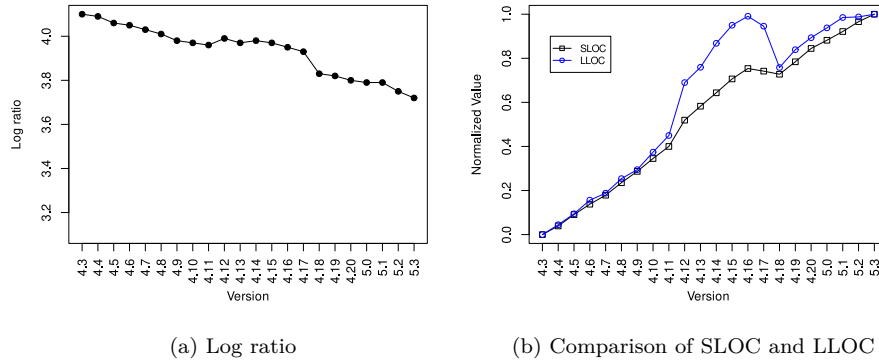 Log ratio
4.0
3.8
3.6
3.4
3.2
4.3 4.4 4.5 4.6 4.7 4.8 4.9 4.10 4.11 4.12 4.13 4.14 4.15 4.16 4.17 4.18 4.19 4.20 5.0 5.1 5.2 5.3
Version
(a) Log ratio
Normalized Value
1.0
0.8
0.6
0.4
0.2
0.0
SLOC
LLOC
4.3 4.4 4.5 4.6 4.7 4.8 4.9 4.10 4.11 4.12 4.13 4.14 4.15 4.16 4.17 4.18 4.19 4.20 5.0 5.1 5.2 5.3
Version
(b) Comparison of SLOC and LLOC